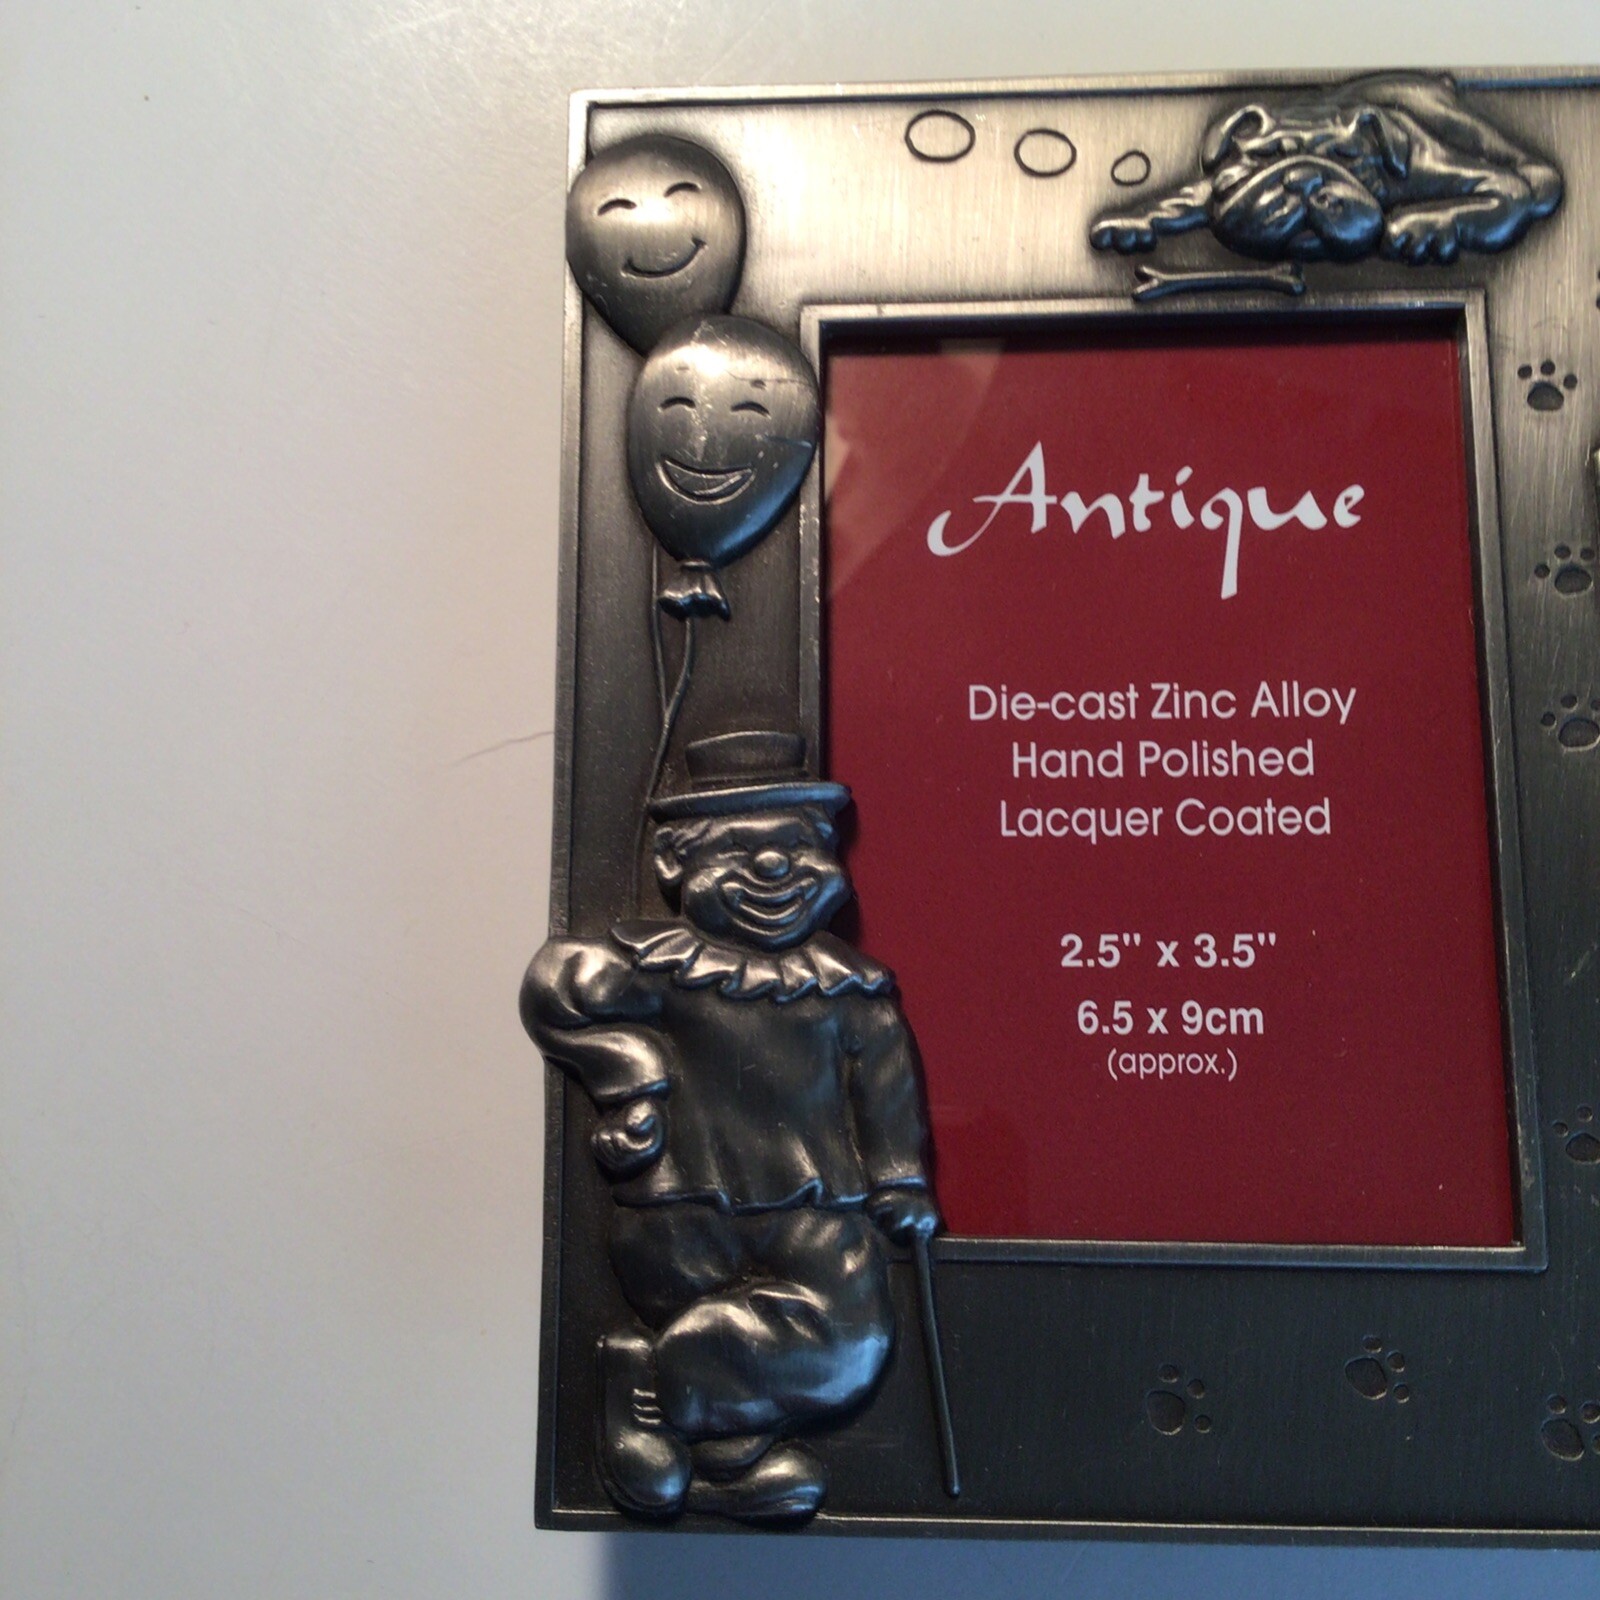 Antique
Die-cast Zinc Alloy
Hand Polished
Lacquer Coated
2.5" x 3.5"
6.5 x 9cm
(approx.)